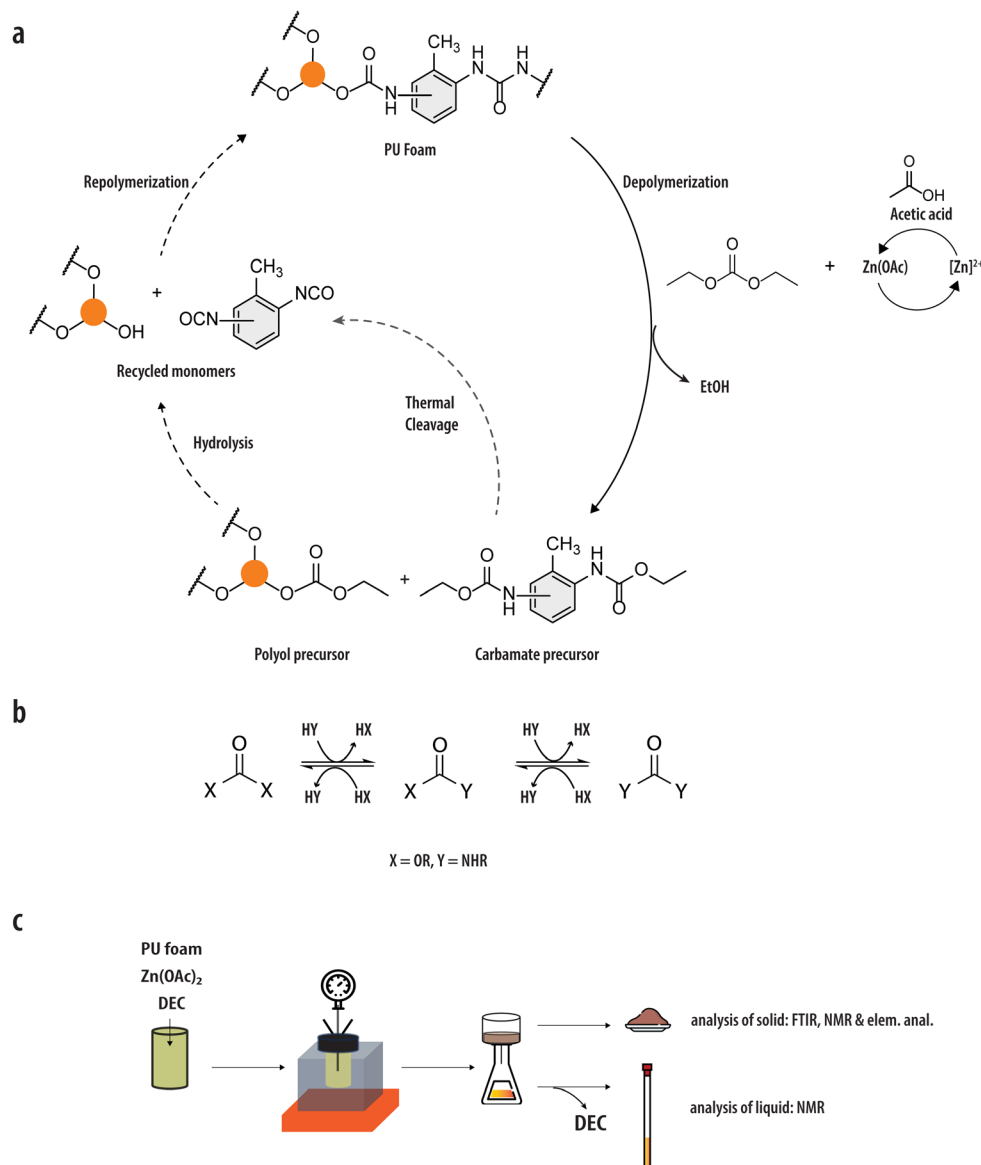 a
O
O
O
O
N
H
CH3
H
N
O
H
N
PU Foam
Repolymerization
Depolymerization
O
OH
Acetic acid
O
O
O
+
Zn(OAc)
[Zn]2+
O
O
OH
+
CH3
NCO
OCN
Recycled monomers
EtOH
Thermal
Cleavage
Hydrolysis
O
O
O
O
O
+
O
O
N
H
CH3
H
N
O
O
Polyol precursor
Carbamate precursor
b
HY HX HY HX
O O O
X X X Y Y Y
HY HX HY HX
X = OR, Y = NHR
c
PU foam
Zn(OAc)₂
DEC
analysis of solid: FTIR, NMR & elem. anal.
DEC
analysis of liquid: NMR